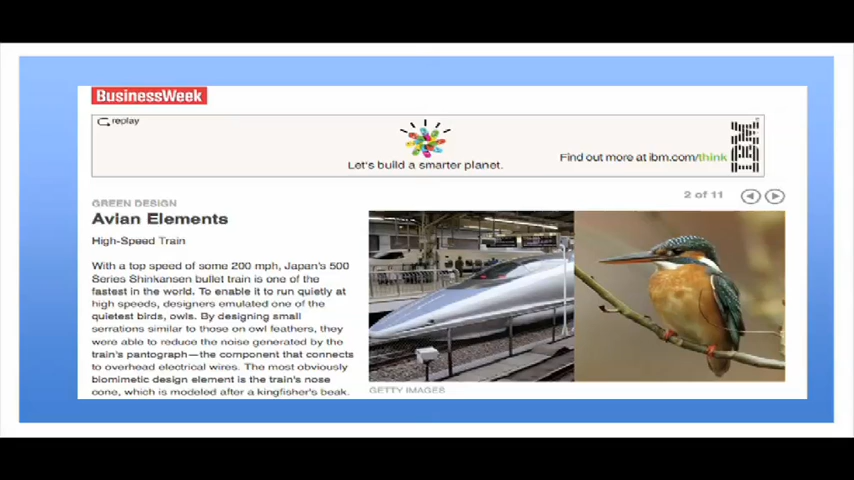 BusinessWeek
replay
Let's build a smarter planet.
Find out more at ibm.com/think
IBM
2 of 11
GREEN DESIGN
Avian Elements
High-Speed Train
With a top speed of some 200 mph, Japan's 500
Series Shinkansen bullet train is one of the
fastest in the world. To enable it to run quietly at
high speeds, designers emulated one of the
quietest birds, owls. By designing small
serrations similar to those on owl feathers, they
were able to reduce the noise generated by the
train's pantograph—the component that connects
to overhead electrical wires. The most obviously
biomimetic design element is the train's nose
cone, which is modeled after a kingfisher's beak.
GETTY IMAGES